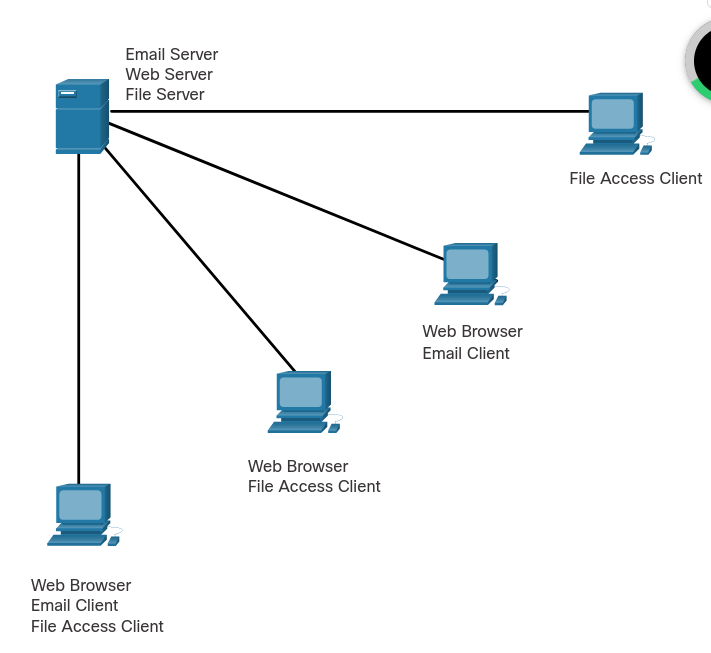 Email Server
Web Server
File Server
File Access Client
Web Browser
Email Client
Web Browser
File Access Client
Web Browser
Email Client
File Access Client